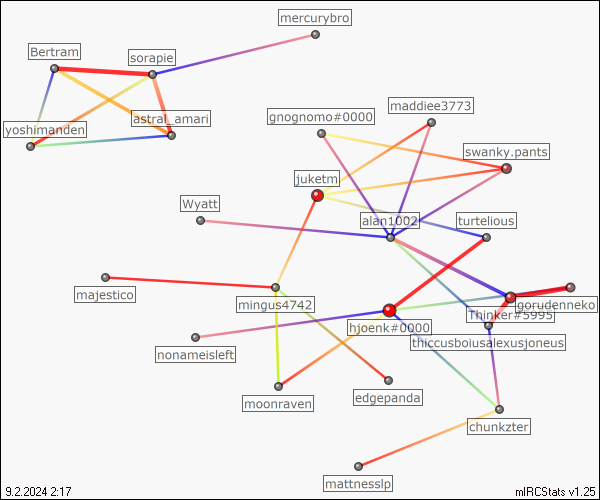 mercurybro
Bertram
sorapie
maddiee3773
gnognomo#0000
astral_amari
yoshimanden
swanky.pants
juketm
Wyatt
alan1002
turtelious
majestico
mingus4742
gorudenneko
Thinker#5995
hjoenk#0000
thiccusboiusalexusjoneus
nonameisleft
edgepanda
moonraven
chunkzter
mattnesslp
9.2.2024 2:17
mIRCStats v1.25